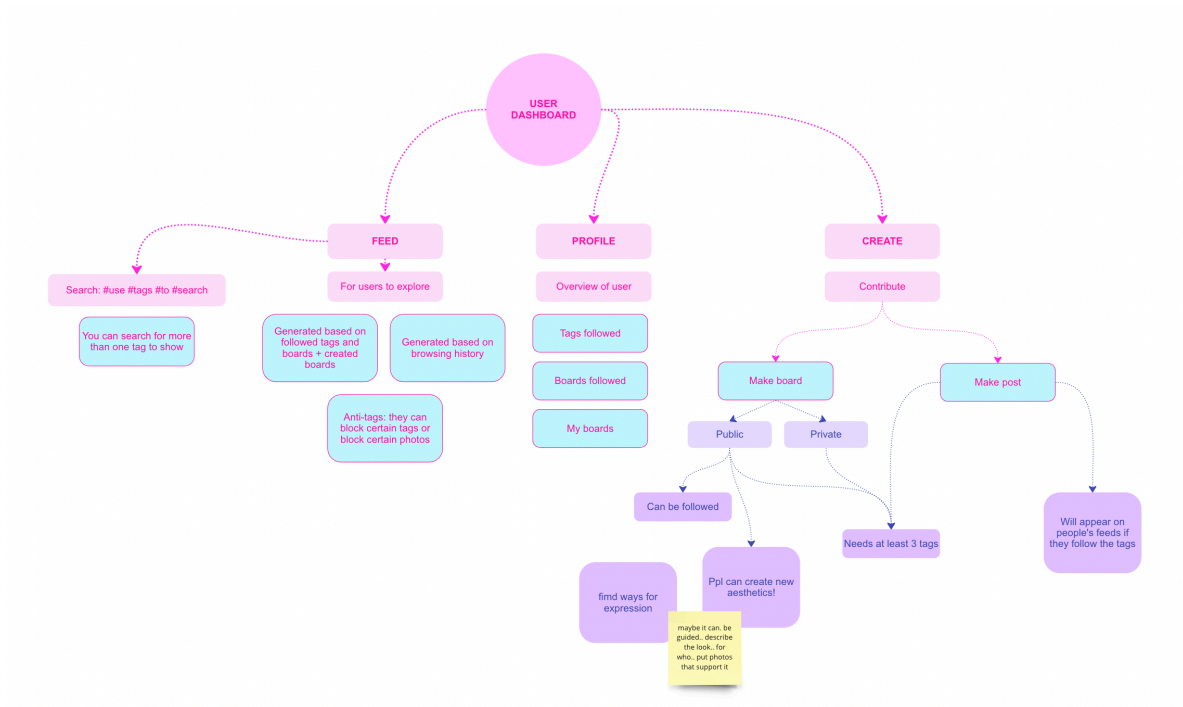 USER
DASHBOARD
FEED
PROFILE
CREATE
Search: #use #tags #to #search
For users to explore
Overview of user
Contribute
You can search for more
than one tag to show
Generated based on
followed tags and
boards + created
boards
Generated based on
browsing history
Anti-tags: they can
block certain tags or
block certain photos
Tags followed
Boards followed
My boards
Make board
Make post
Public
Private
Can be followed
Needs at least 3 tags
Will appear on
people's feeds if
they follow the tags
fimd ways for
expression
Ppl can create new
aesthetics!
maybe it can. be
guided.. describe
the look.. for
who.. put photos
that support it